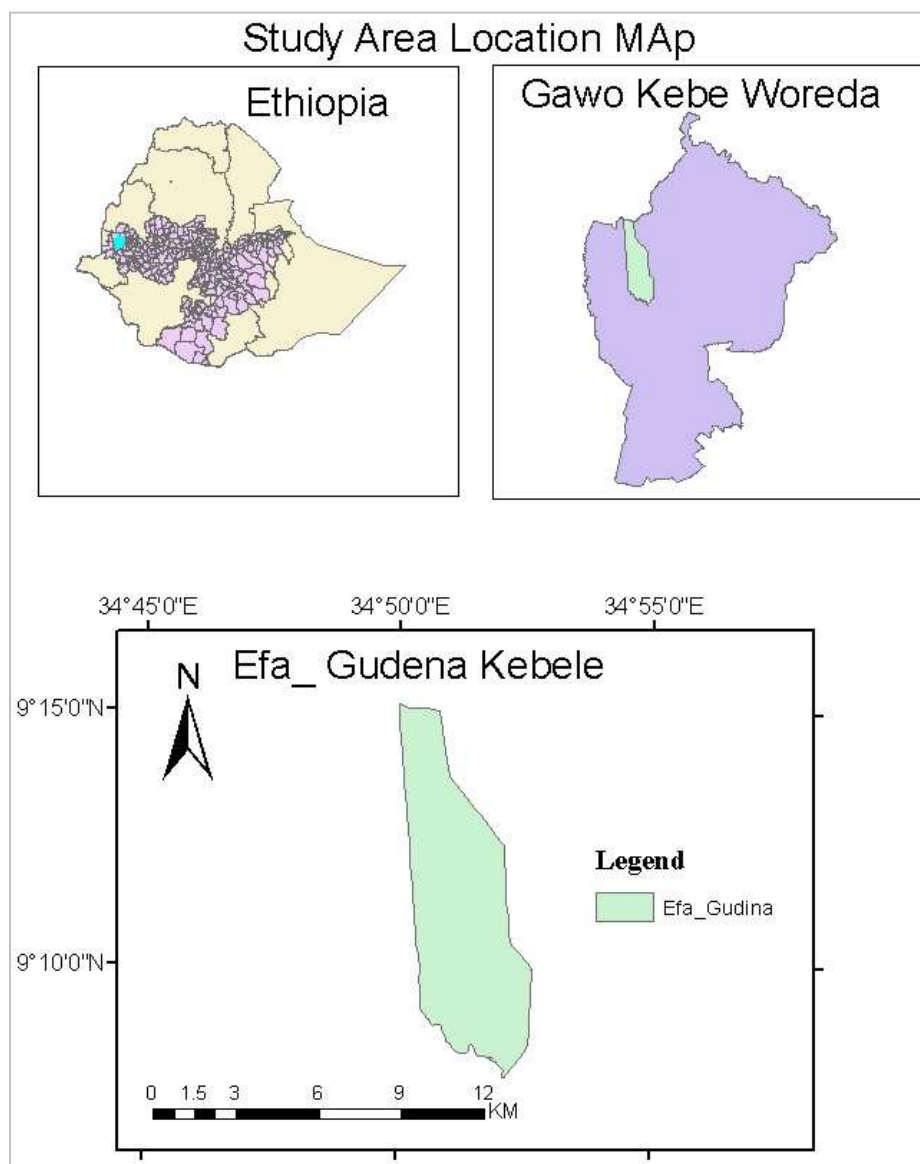 Study Area Location MAp
Ethiopia
Gawo Kebe Woreda
34°45'0"E 34°50'0"E 34°55'0"E
Efa_ Gudena Kebele
N
9°15'0"N
Legend
Efa_Gudina
9°10'0"N
0 1.5 3 6 9 12
KM